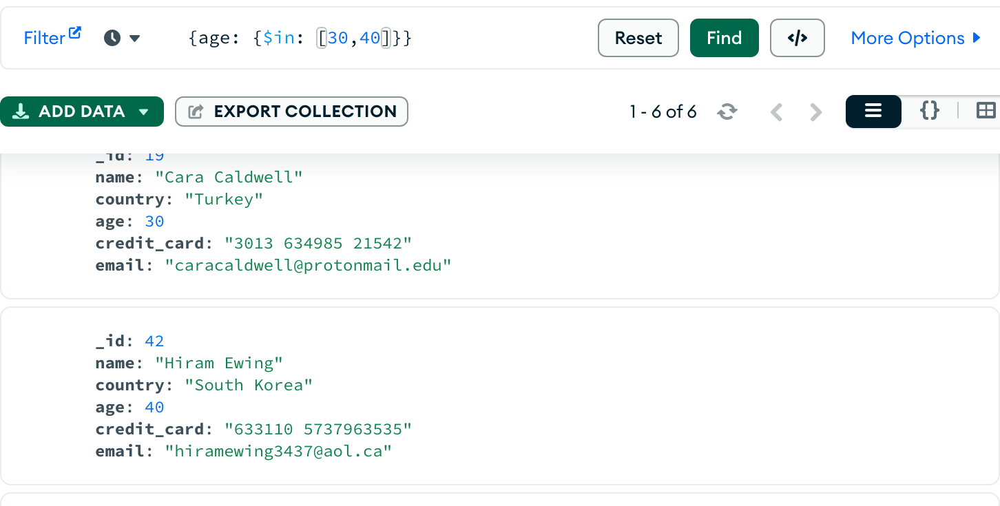 Filter {age: {$in: [30,40]}} Reset Find </> More Options
ADD DATA EXPORT COLLECTION 1 - 6 of 6 {}
_id: 19
name: "Cara Caldwell"
country: "Turkey"
age: 30
credit_card: "3013 634985 21542"
email: "caracaldwell@protonmail.edu"
_id: 42
name: "Hiram Ewing"
country: "South Korea"
age: 40
credit_card: "633110 5737963535"
email: "hiramewing3437@aol.ca"